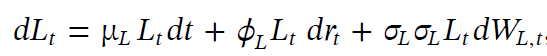 dL_t = μ_L L_t dt + ϕ_L L_t dr_t + σ_L σ_L L_t dW_{L,t};